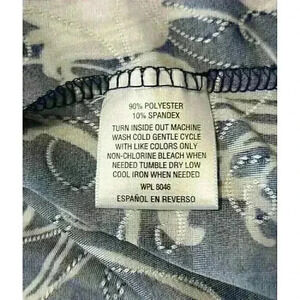 90% POLYESTER
10% SPANDEX
TURN INSIDE OUT MACHINE
WASH COLD GENTLE CYCLE
WITH LIKE COLORS ONLY
NON-CHLORINE BLEACH WHEN
NEEDED TUMBLE DRY LOW
COOL IRON WHEN NEEDED
WPL 8046
ESPAÑOL EN REVERSO